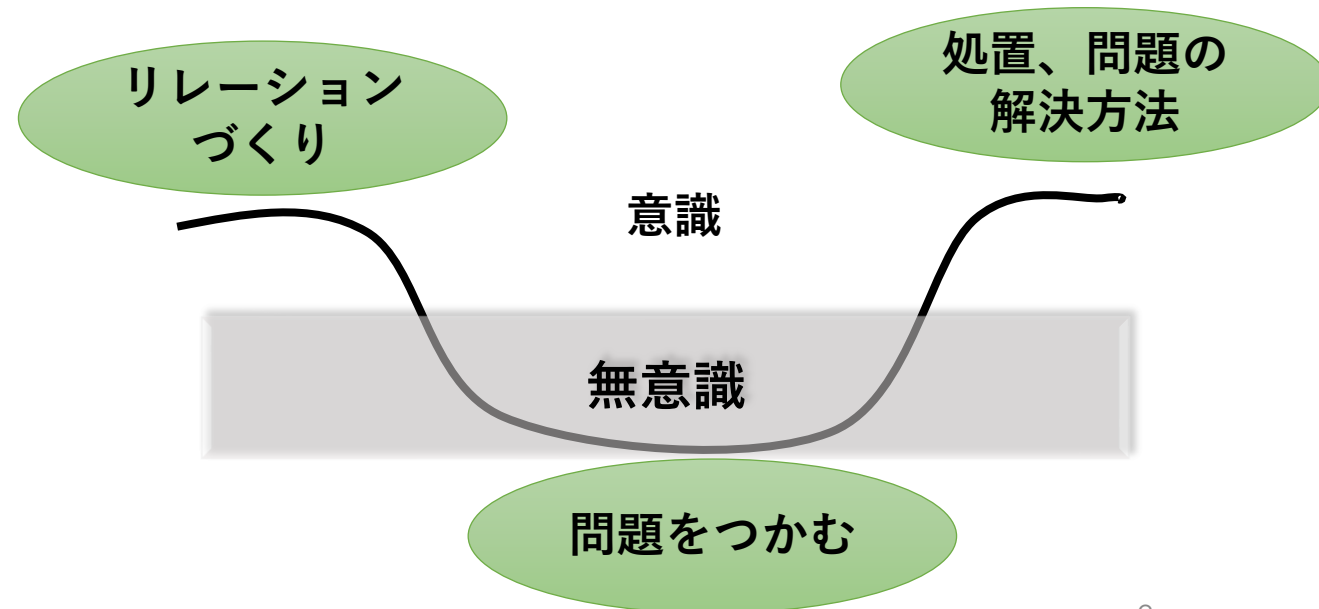 リレーション
づくり
処置、問題の
解決方法
意識
無意識
問題をつかむ